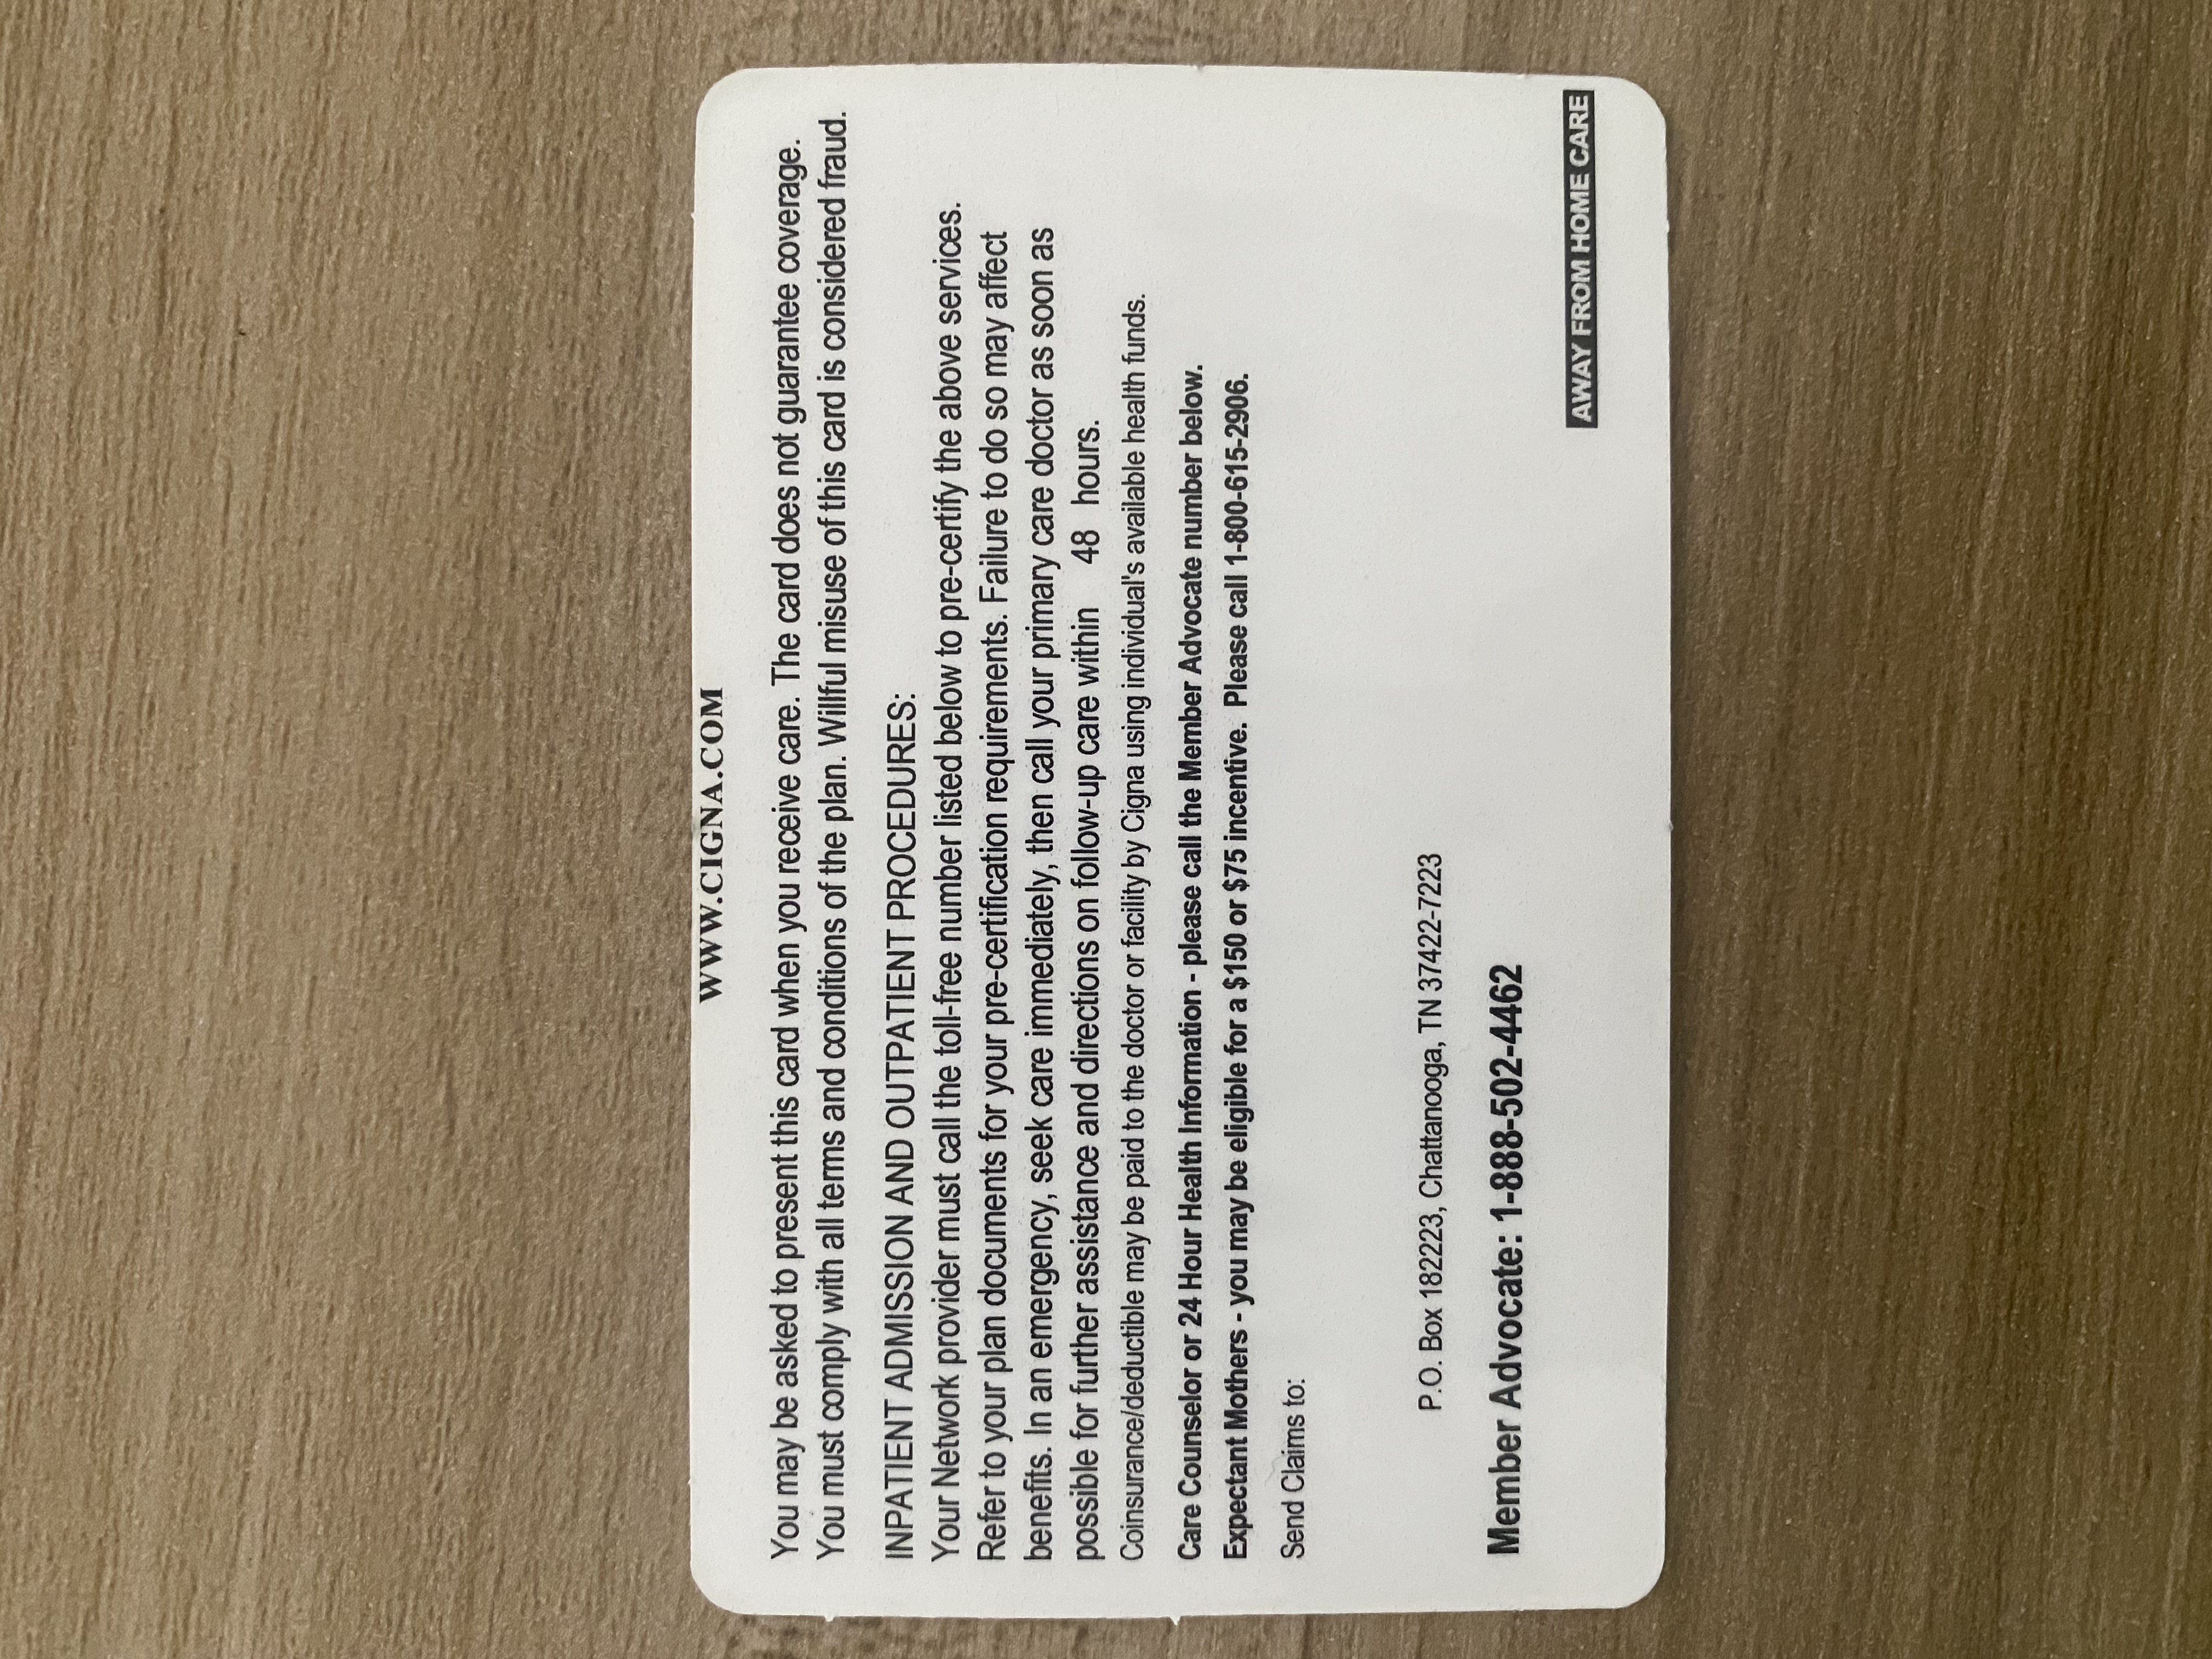 WWW.CIGNA.COM
You may be asked to present this card when you receive care. The card does not guarantee coverage.
You must comply with all terms and conditions of the plan. Willful misuse of this card is considered fraud.
INPATIENT ADMISSION AND OUTPATIENT PROCEDURES:
Your Network provider must call the toll-free number listed below to pre-certify the above services.
Refer to your plan documents for your pre-certification requirements. Failure to do so may affect
benefits. In an emergency, seek care immediately, then call your primary care doctor as soon as
possible for further assistance and directions on follow-up care within 48 hours.
Coinsurance/deductible may be paid to the doctor or facility by Cigna using individual's available health funds.
Care Counselor or 24 Hour Health Information - please call the Member Advocate number below.
Expectant Mothers - you may be eligible for a $150 or $75 incentive. Please call 1-800-615-2906.
Send Claims to:
P.O. Box 182223, Chattanooga, TN 37422-7223
Member Advocate: 1-888-502-4462
AWAY FROM HOME CARE